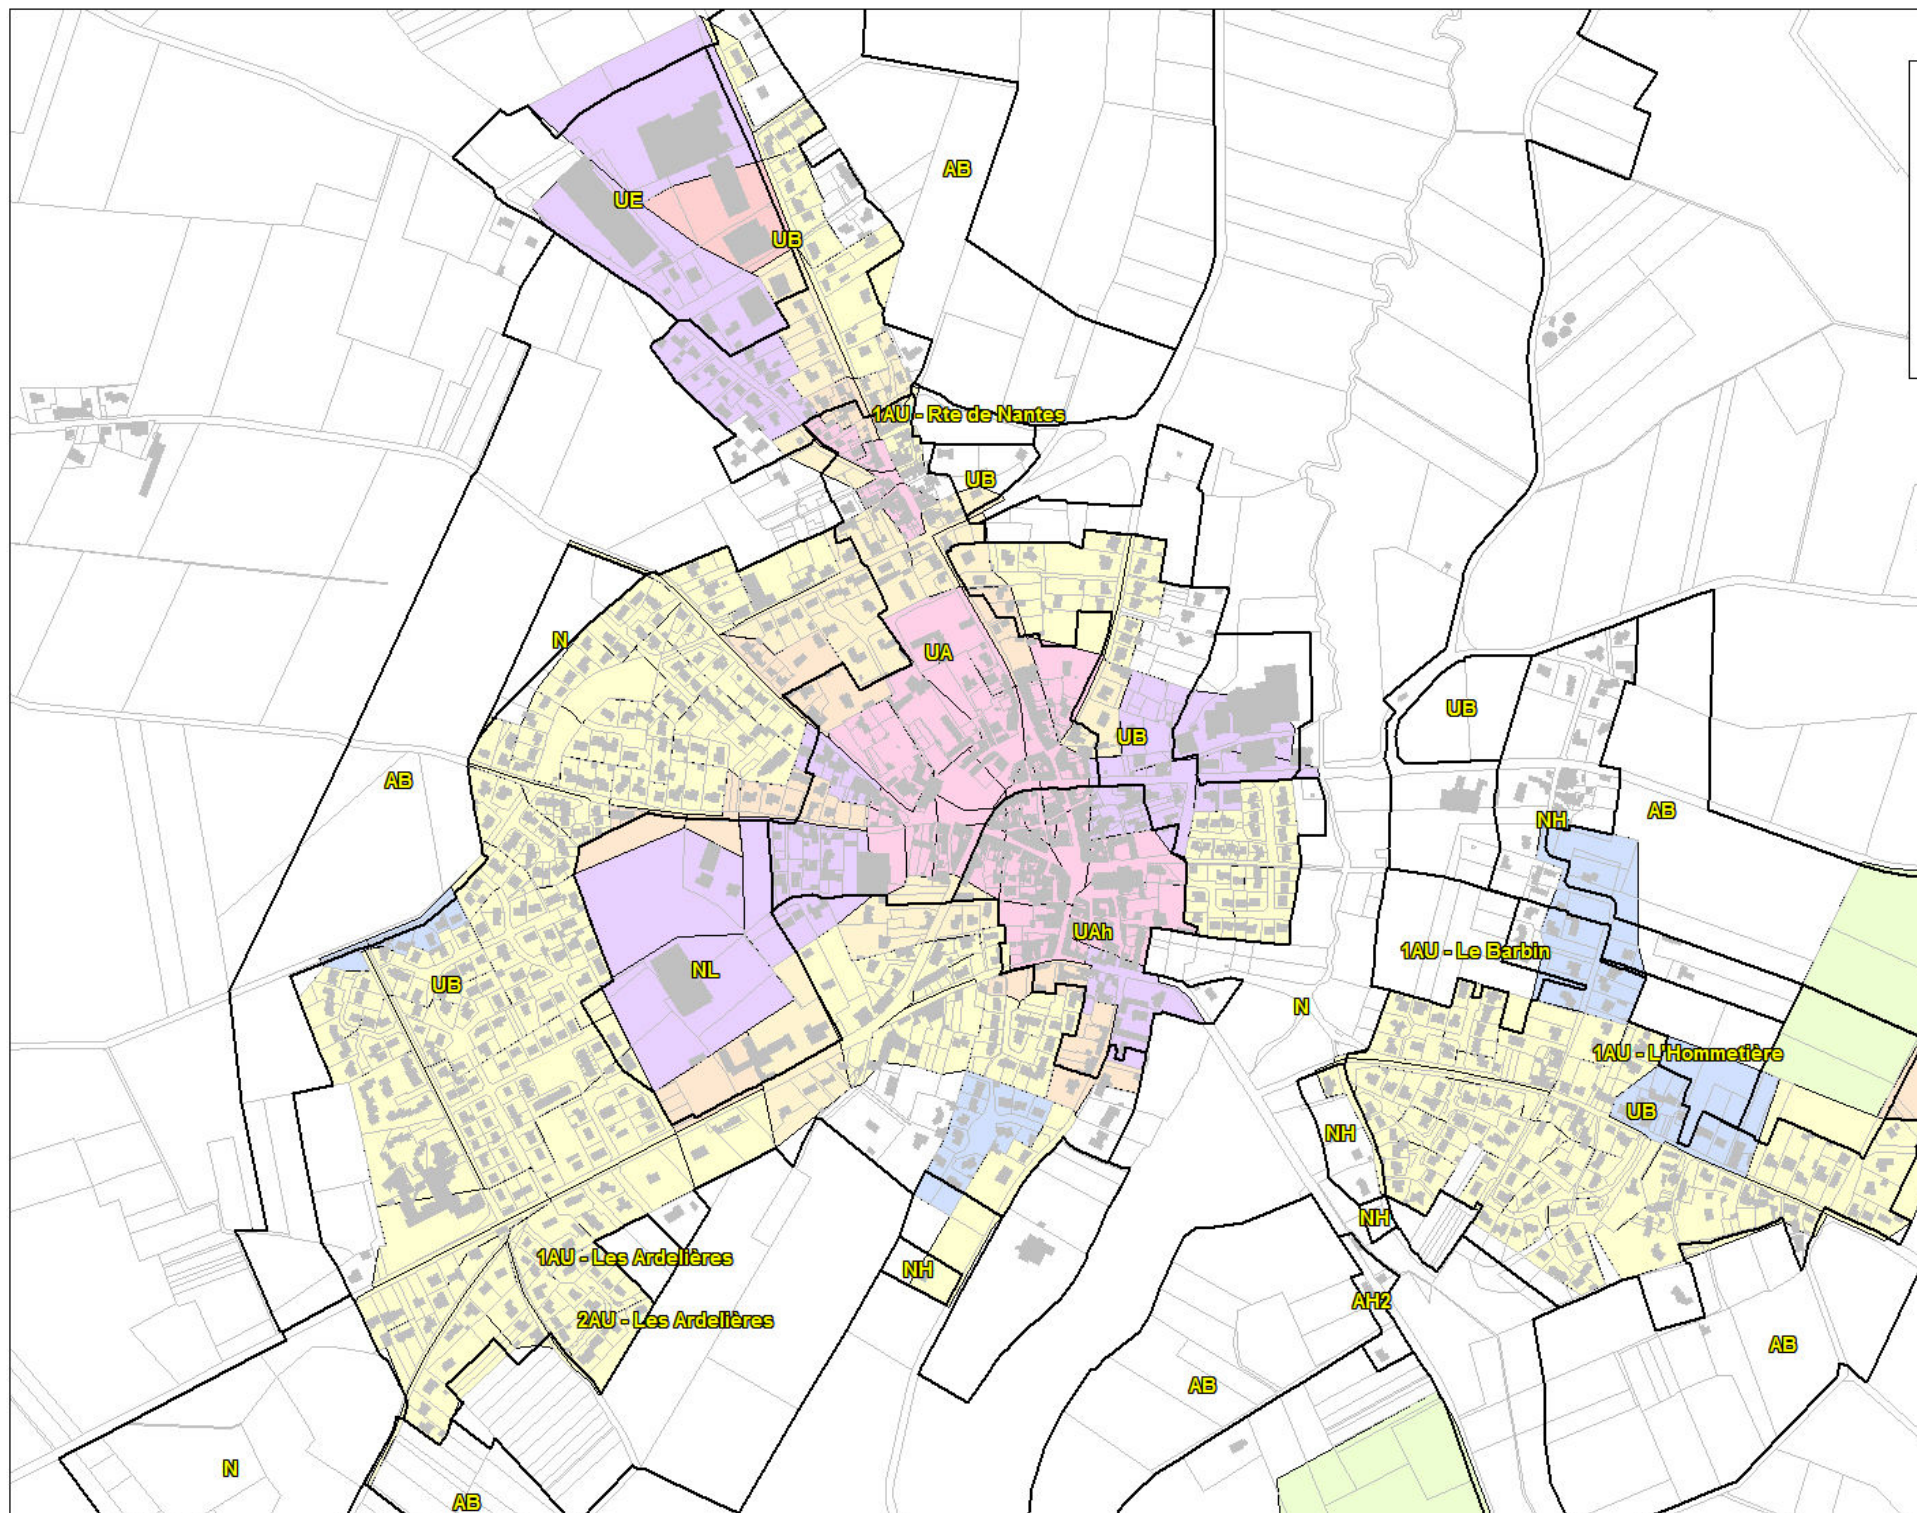 AB
UE
UB
1AU - Rte de Nantes
UB
N
UA
UB
UB
AB
AB
NH
UAh
1AU - Le Barbin
NL
UB
N
1AU - L'Hommetière
UB
NH
NH
1AU - Les Ardelières
NH
AH2
2AU - Les Ardelières
AB
AB
N
AB